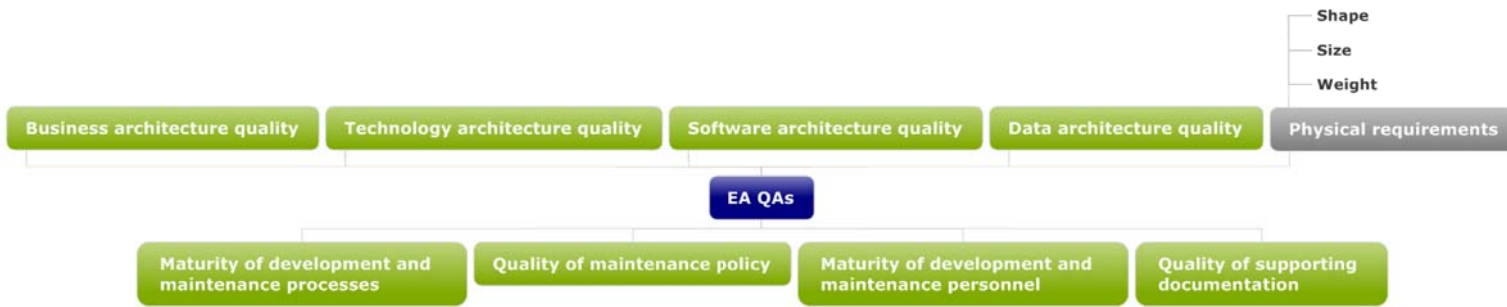 Shape
Size
Weight
Business architecture quality
Technology architecture quality
Software architecture quality
Data architecture quality
Physical requirements
EA QAs
Maturity of development and
maintenance processes
Quality of maintenance policy
Maturity of development and
maintenance personnel
Quality of supporting
documentation